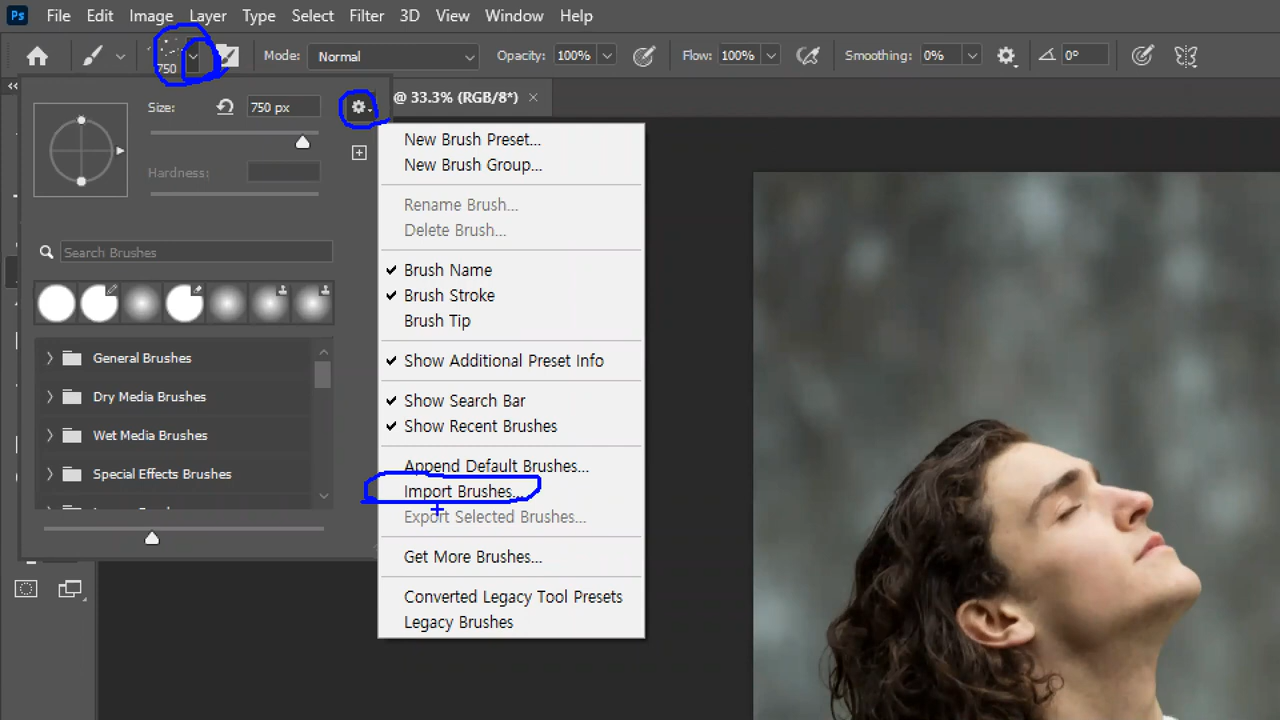 Ps File Edit Image Layer Type Select Filter 3D View Window Help
750 Mode: Normal Opacity: 100% Flow: 100% Smoothing: 0% 0°
@ 33.3% (RGB/8*)
Size: 750 px
Hardness:
Search Brushes
General Brushes
Dry Media Brushes
Wet Media Brushes
Special Effects Brushes
New Brush Preset...
New Brush Group...
Rename Brush...
Delete Brush...
Brush Name
Brush Stroke
Brush Tip
Show Additional Preset Info
Show Search Bar
Show Recent Brushes
Append Default Brushes...
Import Brushes...
Export Selected Brushes...
Get More Brushes...
Converted Legacy Tool Presets
Legacy Brushes